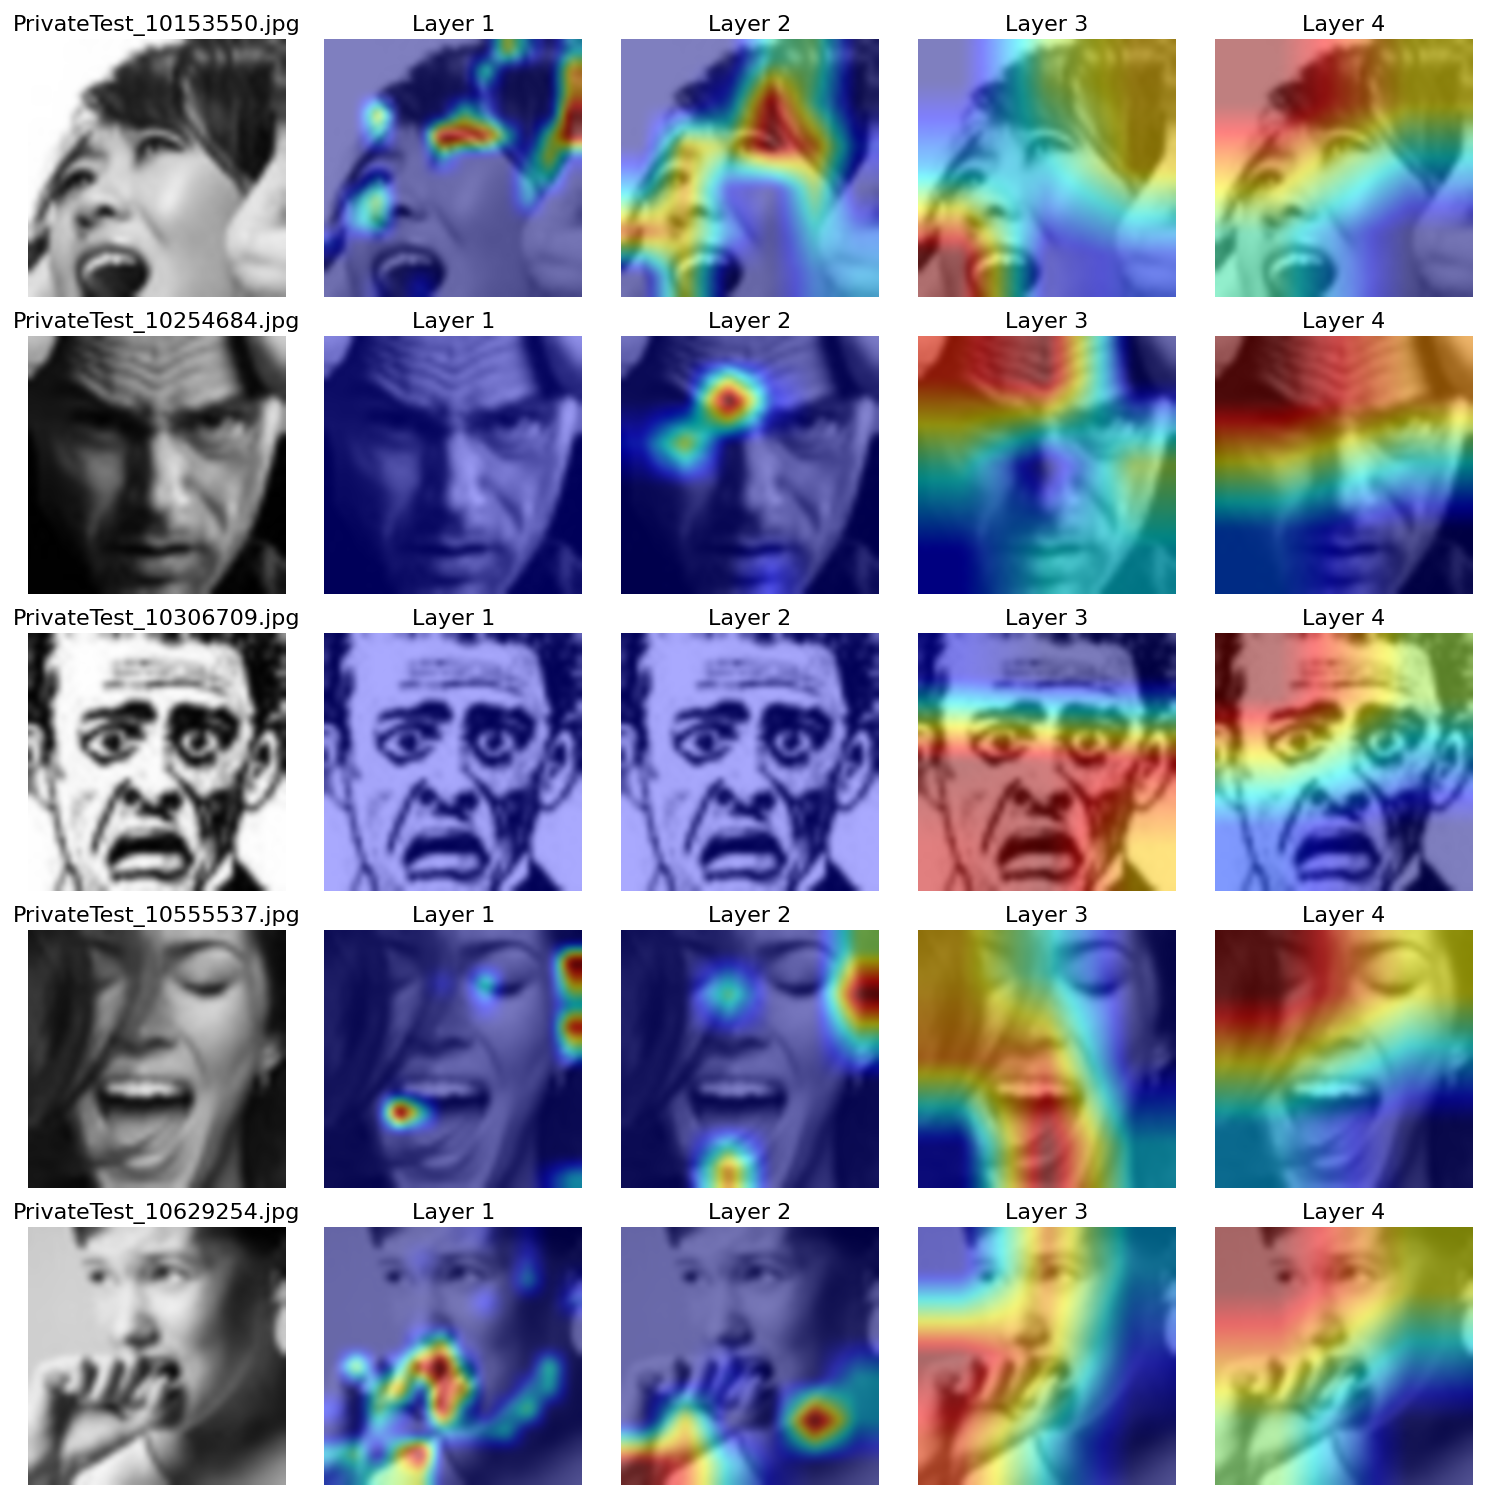 PrivateTest_10153550.jpg Layer 1 Layer 2 Layer 3 Layer 4
PrivateTest_10254684.jpg Layer 1 Layer 2 Layer 3 Layer 4
PrivateTest_10306709.jpg Layer 1 Layer 2 Layer 3 Layer 4
PrivateTest_10555537.jpg Layer 1 Layer 2 Layer 3 Layer 4
PrivateTest_10629254.jpg Layer 1 Layer 2 Layer 3 Layer 4